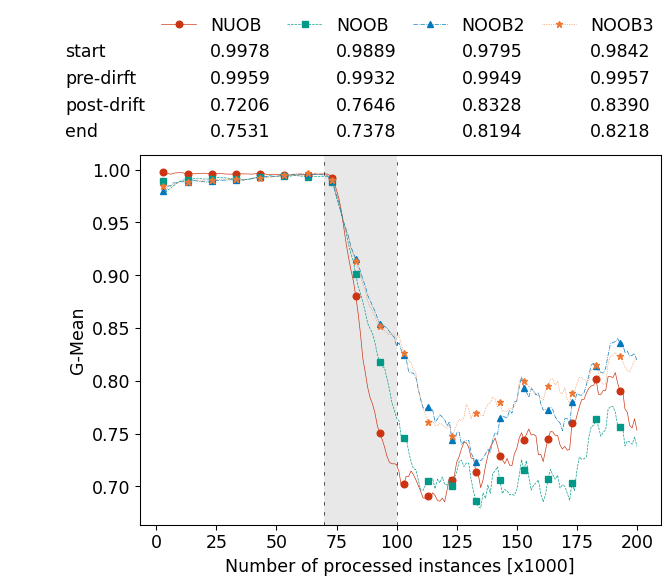 NUOB NOOB NOOB2 NOOB3
start 0.9978 0.9889 0.9795 0.9842
pre-dirft 0.9959 0.9932 0.9949 0.9957
post-drift 0.7206 0.7646 0.8328 0.8390
end 0.7531 0.7378 0.8194 0.8218
1.00
0.95
0.90
0.85
0.80
0.75
0.70
G-Mean
0 25 50 75 100 125 150 175 200
Number of processed instances [x1000]